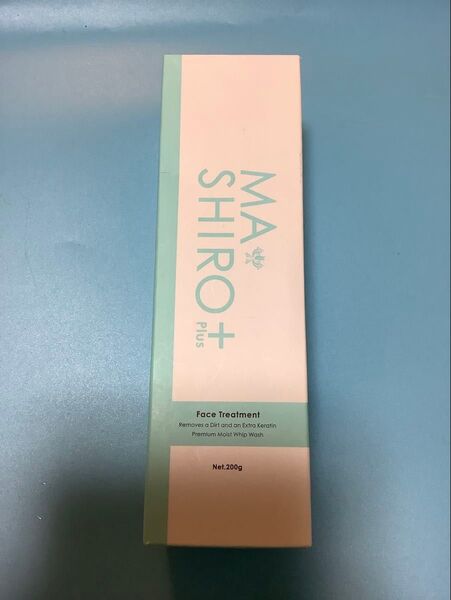 MA
SHIRO+
Plus
Face Treatment
Removes a Dirt and an Extra Keratin
Premium Moist Whip Wash
Net.200g